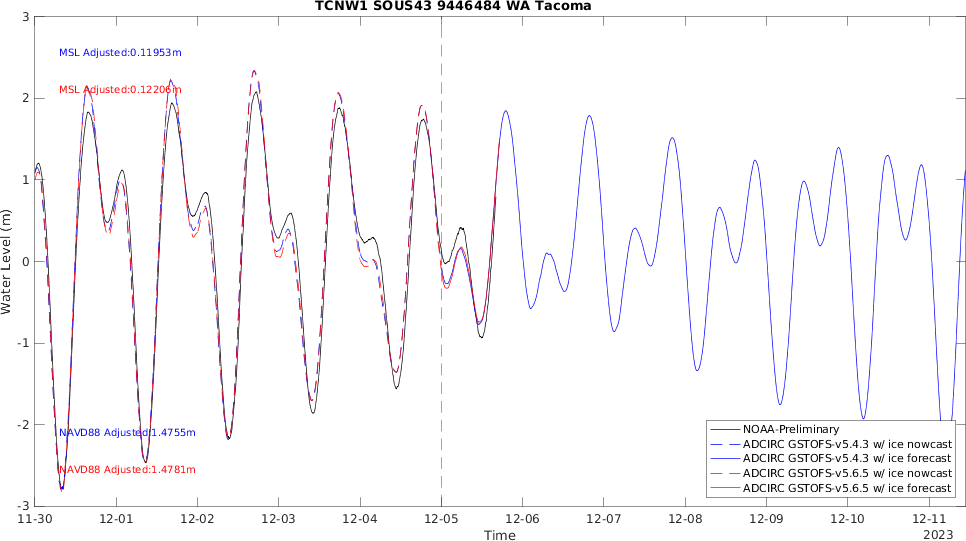 TCNW1 SOUS43 9446484 WA Tacoma
3
MSL Adjusted:0.11953m
2
MSL Adjusted:0.12206m
1
0
-1
-2
-3
Water Level (m)
NAVD88 Adjusted:1.4755m
NAVD88 Adjusted:1.4781m
NOAA-Preliminary
ADCIRC GSTOFS-v5.4.3 w/ ice nowcast
ADCIRC GSTOFS-v5.4.3 w/ ice forecast
ADCIRC GSTOFS-v5.6.5 w/ ice nowcast
ADCIRC GSTOFS-v5.6.5 w/ ice forecast
11-30 12-01 12-02 12-03 12-04 12-05 12-06 12-07 12-08 12-09 12-10 12-11
Time
2023